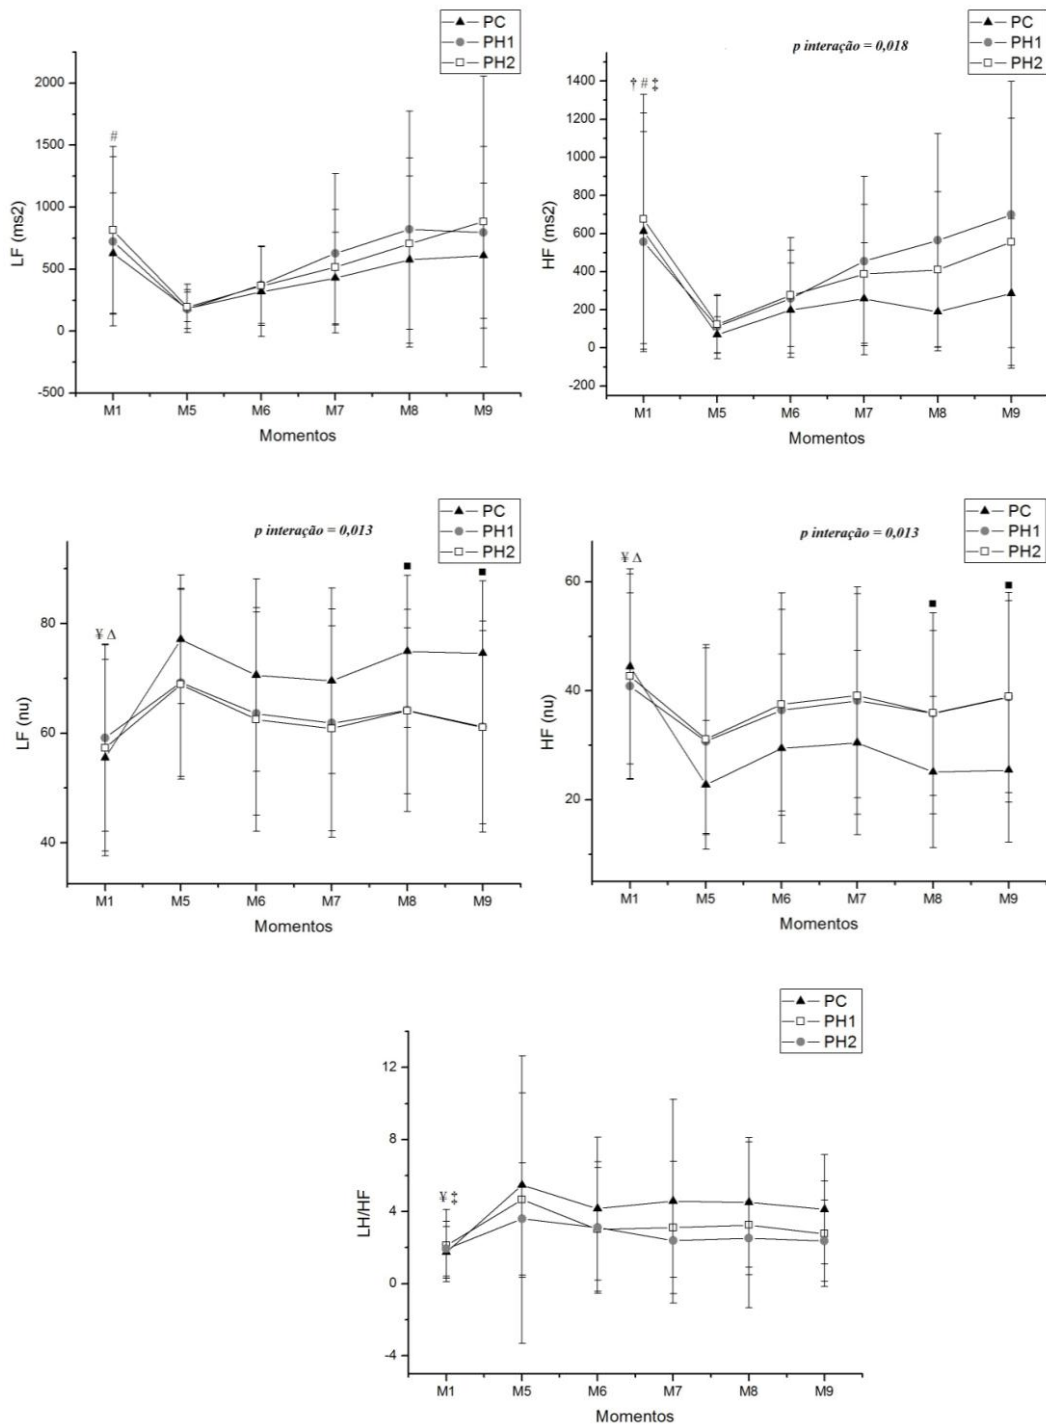 PC
PH1
PH2
2000
1500
1000
500
0
-500
LF (ms2)
#
M1 M5 M6 M7 M8 M9
Momentos
PC
PH1
PH2
p interação = 0,018
1400
1200
1000
800
600
400
200
0
-200
HF (ms2)
† # ‡
M1 M5 M6 M7 M8 M9
Momentos
PC
PH1
PH2
p interação = 0,013
80
60
40
LF (nu)
¥ Δ
M1 M5 M6 M7 M8 M9
Momentos
PC
PH1
PH2
p interação = 0,013
60
40
20
HF (nu)
¥ Δ
M1 M5 M6 M7 M8 M9
Momentos
PC
PH1
PH2
12
8
4
0
-4
LH/HF
¥ ‡
M1 M5 M6 M7 M8 M9
Momentos